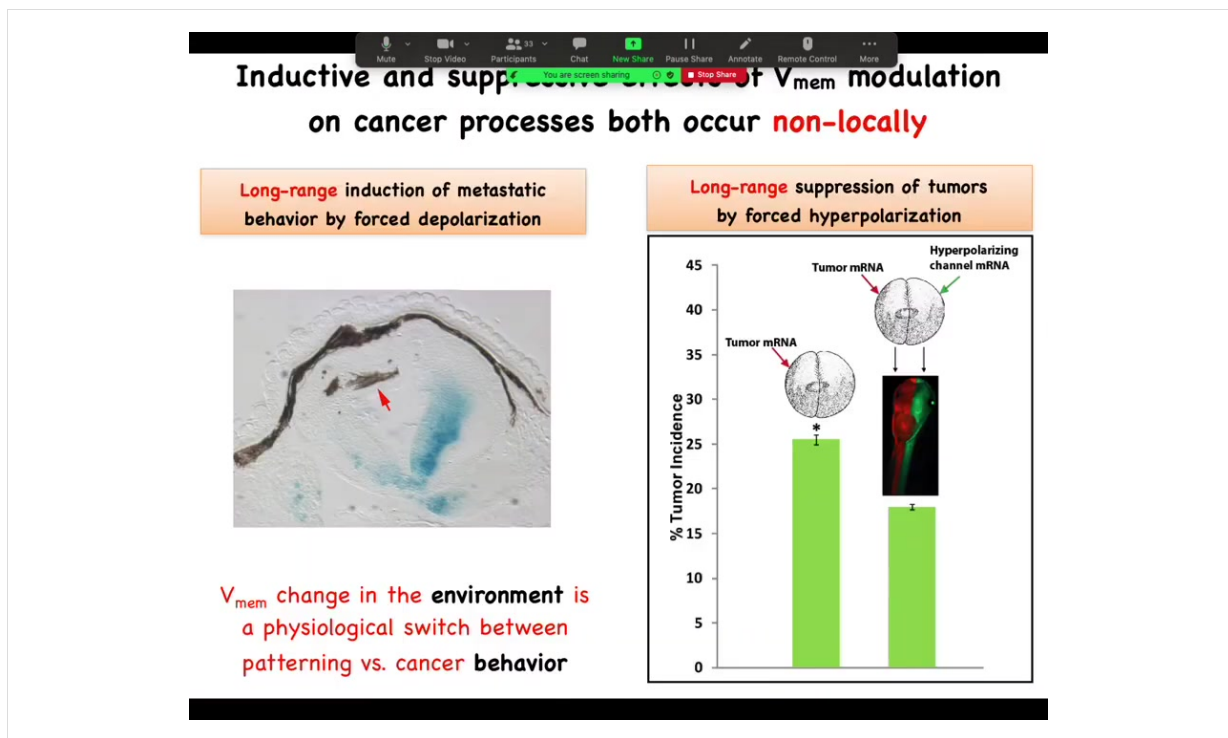 Mute
Stop Video
33
Participants
Chat
New Share
Pause Share
Annotate
Remote Control
More
You are screen sharing
Stop Share
Inductive and of Vmem modulation
on cancer processes both occur non-locally
Long-range induction of metastatic
behavior by forced depolarization
Vmem change in the environment is
a physiological switch between
patterning vs. cancer behavior
Long-range suppression of tumors
by forced hyperpolarization
Hyperpolarizing
channel mRNA
Tumor mRNA
Tumor mRNA
*
% Tumor Incidence
45
40
35
30
25
20
15
10
5
0